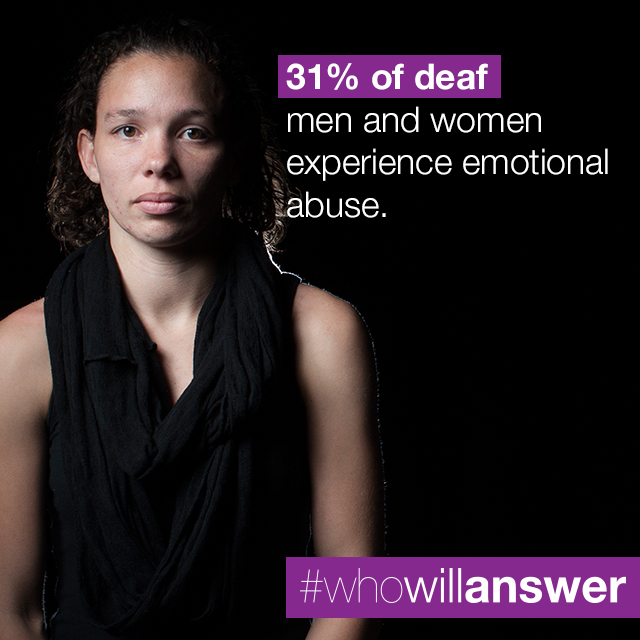 31% of deaf
men and women
experience emotional
abuse.
#whowillanswer